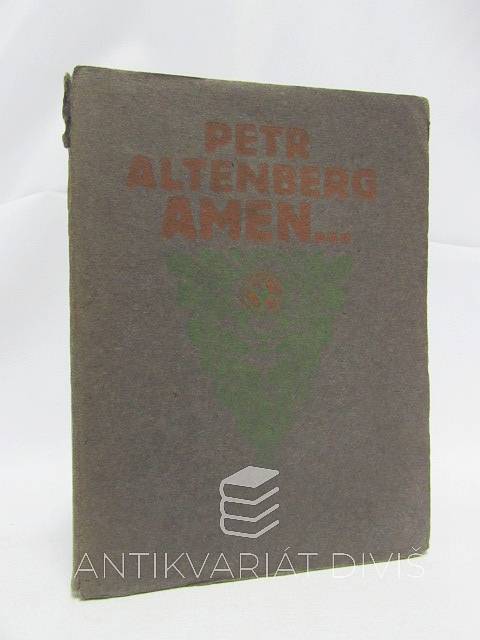 PETR
ALTENBERG
AMEN...
ANTIKVARIÁT DIVIŠ